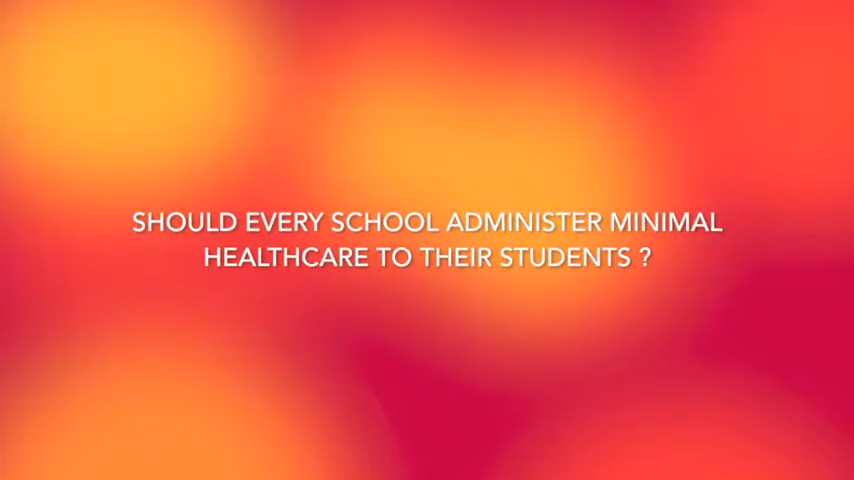 SHOULD EVERY SCHOOL ADMINISTER MINIMAL
HEALTHCARE TO THEIR STUDENTS ?